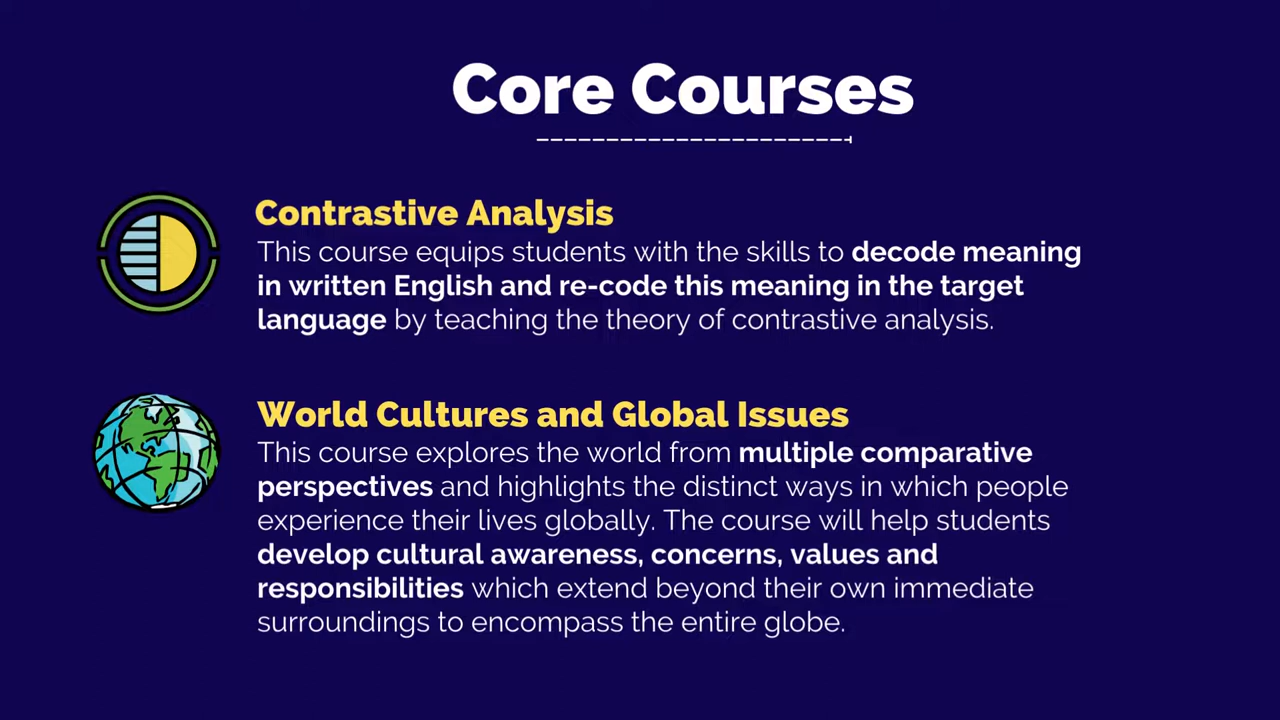 Core Courses
Contrastive Analysis
This course equips students with the skills to decode meaning
in written English and re-code this meaning in the target
language by teaching the theory of contrastive analysis.
World Cultures and Global Issues
This course explores the world from multiple comparative
perspectives and highlights the distinct ways in which people
experience their lives globally. The course will help students
develop cultural awareness, concerns, values and
responsibilities which extend beyond their own immediate
surroundings to encompass the entire globe.